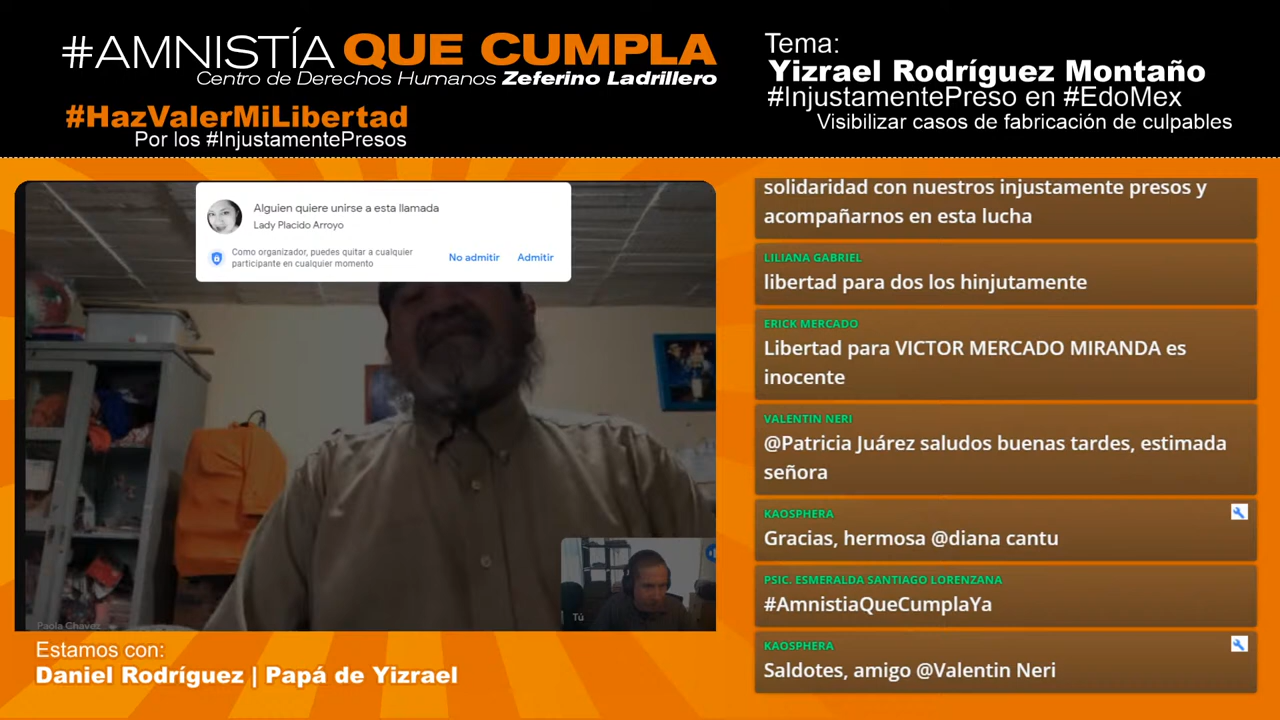 #AMNISTÍA QUE CUMPLA
Centro de Derechos Humanos Zeferino Ladrillero
#HazValerMiLibertad
Por los #InjustamentePresos
Tema:
Yizrael Rodríguez Montaño
#InjustamentePreso en #EdoMex
Visibilizar casos de fabricación de culpables
Alguien quiere unirse a esta llamada
Lady Placido Arroyo
Como organizador, puedes quitar a cualquier
participante en cualquier momento
No admitir
Admitir
Tú
Paola Chavez
Estamos con:
Daniel Rodríguez | Papá de Yizrael
solidaridad con nuestros injustamente presos y
acompañarnos en esta lucha
LILIANA GABRIEL
libertad para dos los hinjutamente
ERICK MERCADO
Libertad para VICTOR MERCADO MIRANDA es
inocente
VALENTIN NERI
@Patricia Juárez saludos buenas tardes, estimada
señora
KAOSPHERA
Gracias, hermosa @diana cantu
PSIC. ESMERALDA SANTIAGO LORENZANA
#AmnistiaQueCumplaYa
KAOSPHERA
Saldotes, amigo @Valentin Neri